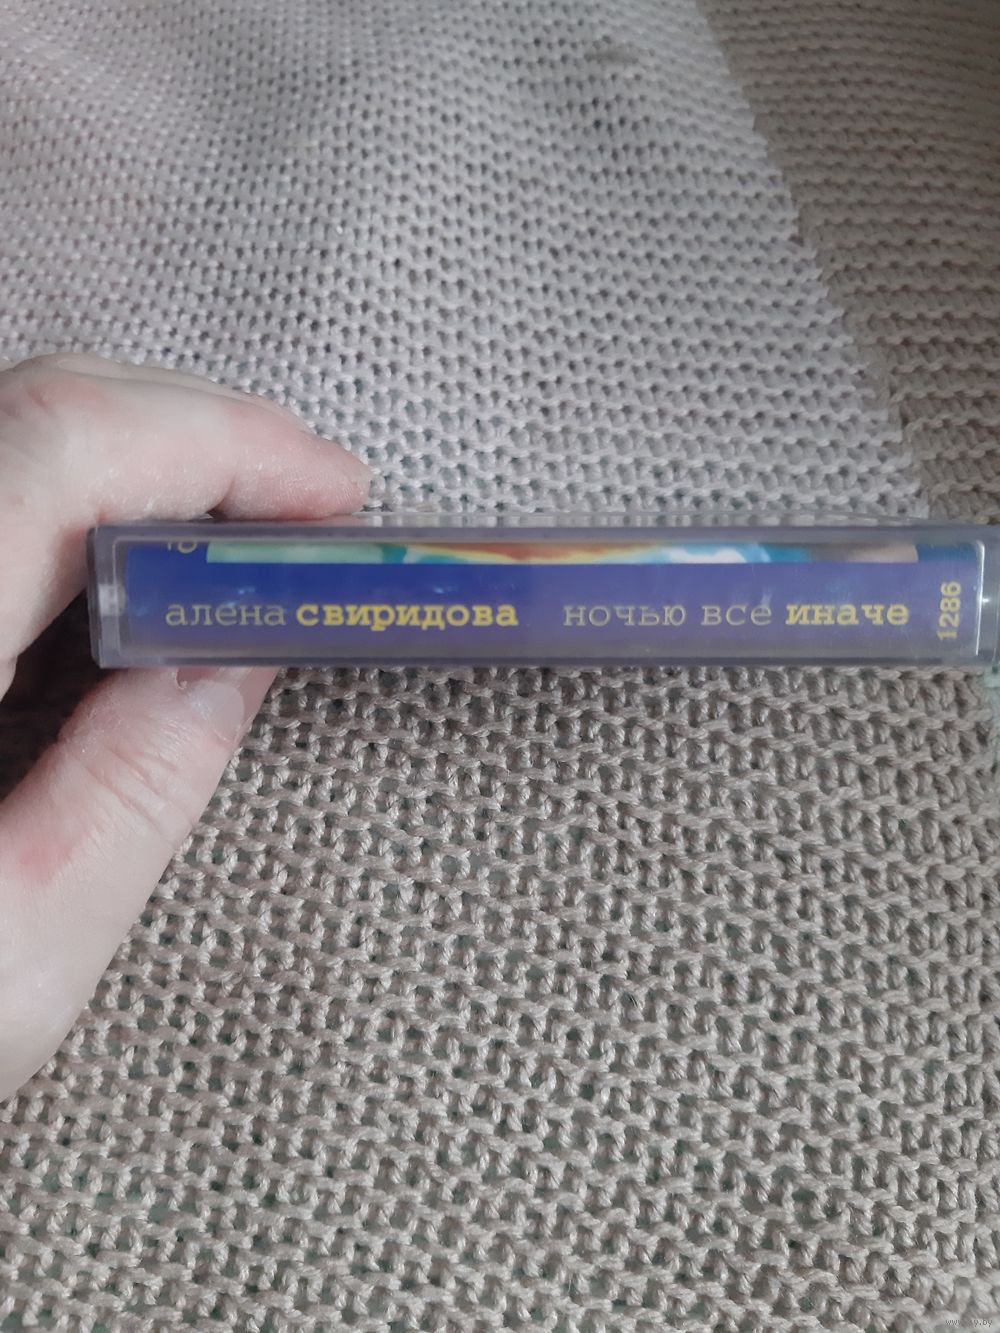 алена свиридова ночью все иначе
1286